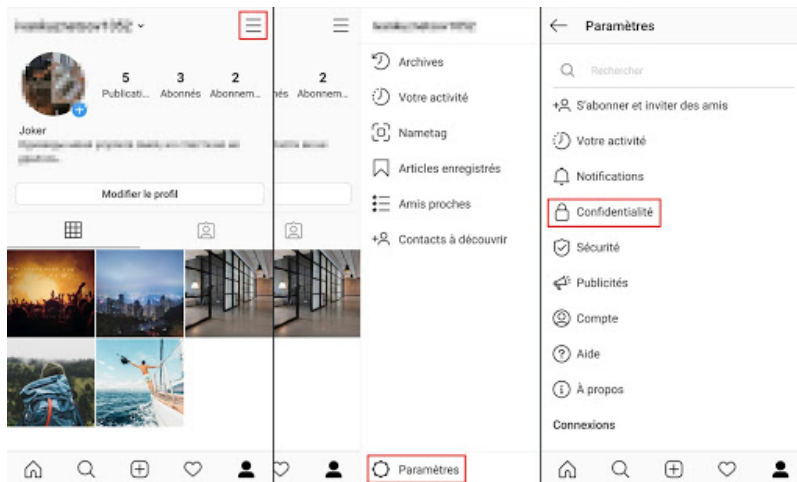 5 3 2
Publicati... Abonnés Abonnem...
Joker
Modifier le profil
2
nés Abonnem...
Archives
Votre activité
Nametag
Articles enregistrés
Amis proches
+Contacts à découvrir
Paramètres
Paramètres
Rechercher
S'abonner et inviter des amis
Votre activité
Notifications
Confidentialité
Sécurité
Publicités
Compte
Aide
À propos
Connexions